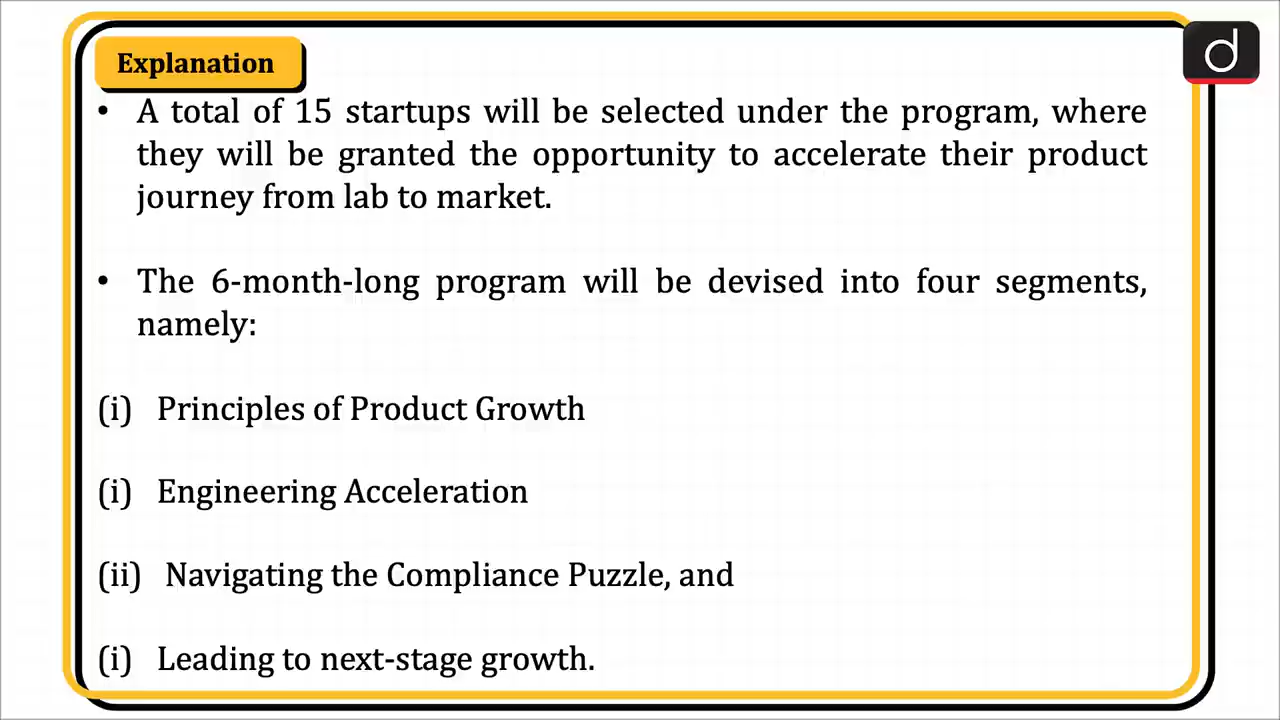 Explanation
• A total of 15 startups will be selected under the program, where
they will be granted the opportunity to accelerate their product
journey from lab to market.
• The 6-month-long program will be devised into four segments,
namely:
(i) Principles of Product Growth
(i) Engineering Acceleration
(ii) Navigating the Compliance Puzzle, and
(i) Leading to next-stage growth.
d